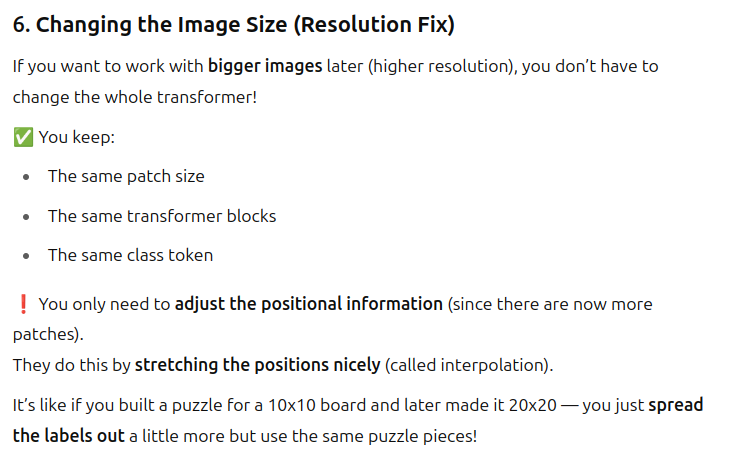 6. Changing the Image Size (Resolution Fix)
If you want to work with bigger images later (higher resolution), you don’t have to
change the whole transformer!
✅ You keep:
• The same patch size
• The same transformer blocks
• The same class token
❗ You only need to adjust the positional information (since there are now more
patches).
They do this by stretching the positions nicely (called interpolation).
It’s like if you built a puzzle for a 10x10 board and later made it 20x20 — you just spread
the labels out a little more but use the same puzzle pieces!